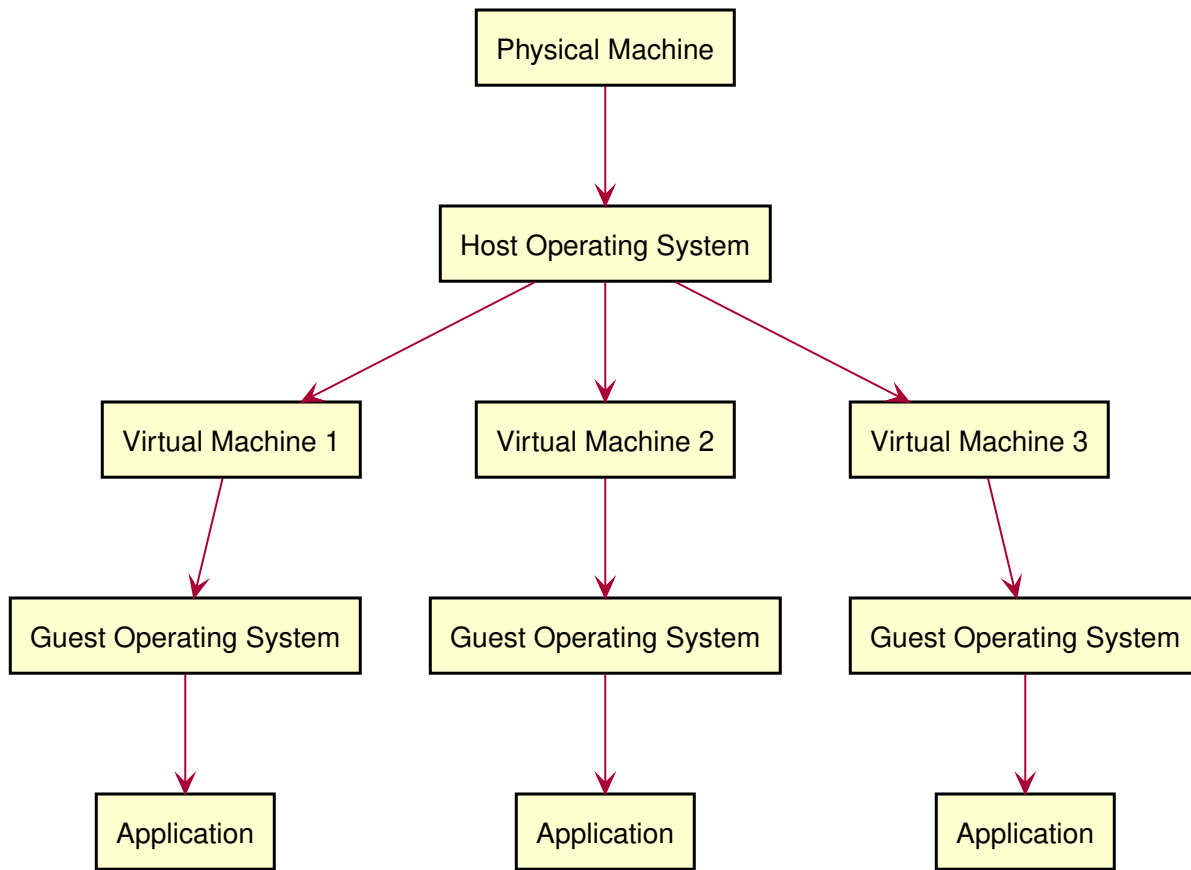 Physical Machine
Host Operating System
Virtual Machine 1
Virtual Machine 2
Virtual Machine 3
Guest Operating System
Guest Operating System
Guest Operating System
Application
Application
Application